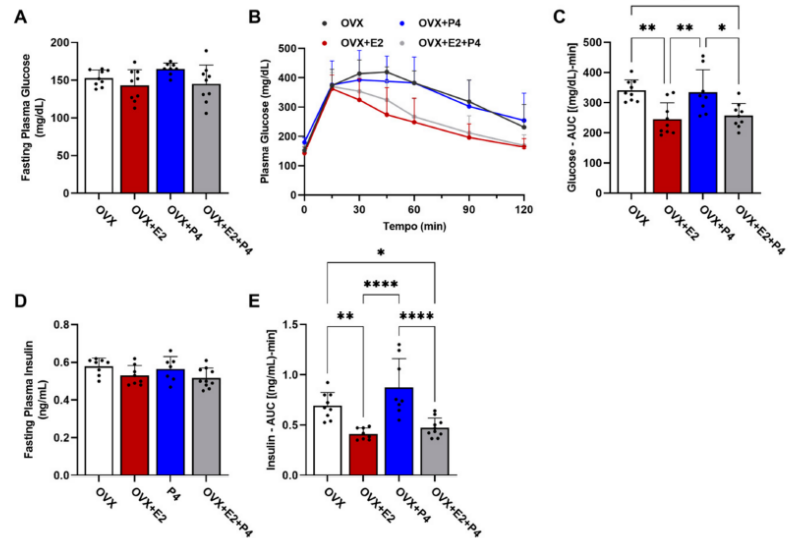 A
Fasting Plasma Glucose
(mg/dL)
200
150
100
50
0
OVX
OVX+E2
OVX+P4
OVX+E2+P4
B
OVX
OVX+P4
OVX+E2
OVX+E2+P4
Plasma Glucose (mg/dL)
500
400
300
200
100
0
0
30
60
90
120
Tempo (min)
C
** ** *
Glucose - AUC [(mg/dL)-min]
500
400
300
200
100
0
OVX
OVX+E2
OVX+P4
OVX+E2+P4
D
Fasting Plasma Insulin
(ng/mL)
0.8
0.6
0.4
0.2
0.0
OVX
OVX+E2
P4
OVX+E2+P4
E
*
****
** ****
Insulin - AUC [(ng/mL)-min]
1.5
1.0
0.5
0.0
OVX
OVX+E2
OVX+P4
OVX+E2+P4